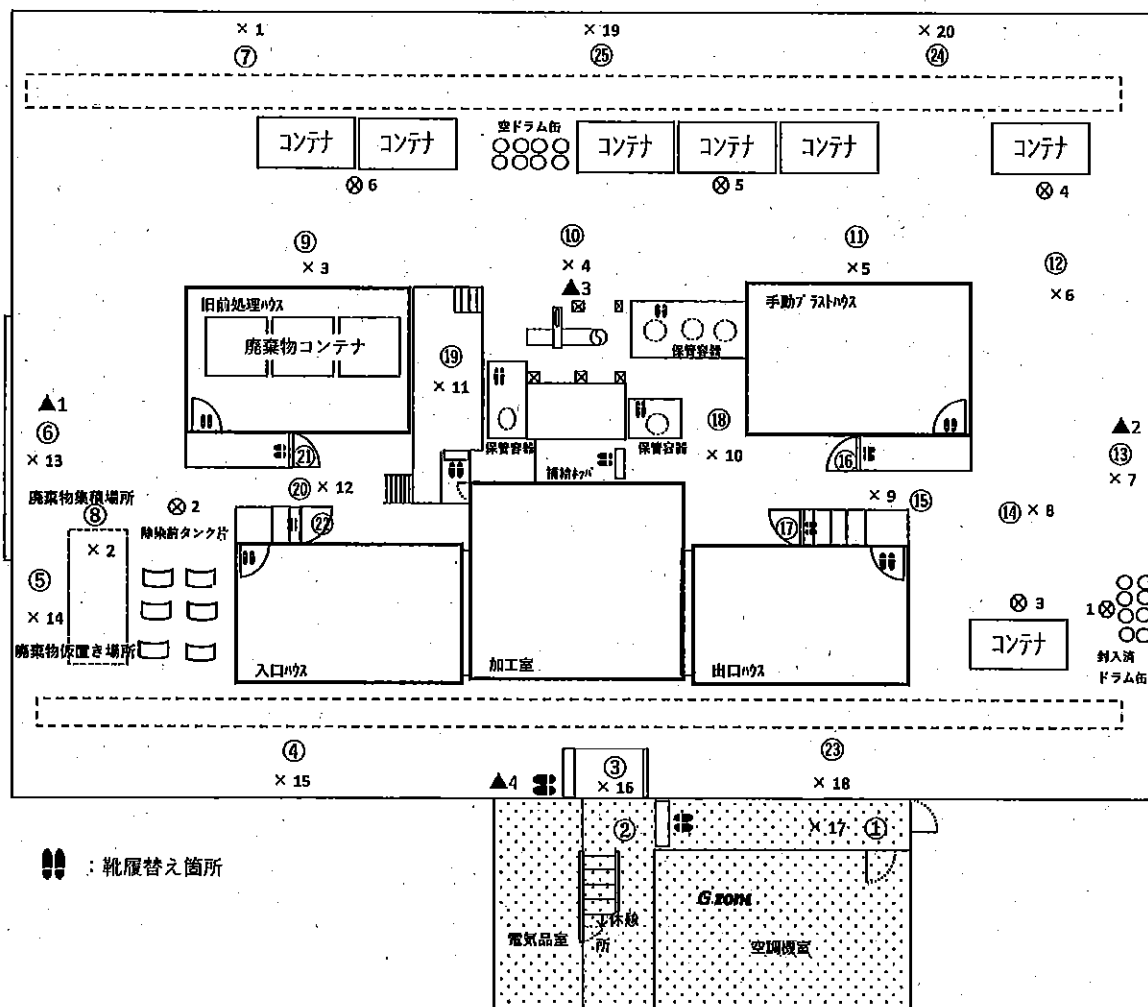 ×1 ×19 ×20
⑦ ㉕ ㉔
コンテナ コンテナ 空ドラム缶 コンテナ コンテナ コンテナ コンテナ
⊗6 ⊗5 ⊗4
⑨ ⑩ ⑪ ⑫
×3 ×4 ×5 ×6
▲3
旧前処理ハウス
廃棄物コンテナ
手動ブラストハウス
保管容器
⑲
×11
▲1
⑥
×13
保管容器
保管容器
⑱
×10
▲2
⑬
×7
㉑
⑯
補給ホッパ
⑳ ×12
×9 ⑮
⑭ ×8
廃棄物集積場所
⊗2
⑧
×2
除染前タンク片
㉒
⑰
⑤
×14
廃棄物仮置き場所
入口ハウス
加工室
出口ハウス
⊗3
コンテナ
1⊗
封入済
ドラム缶
④
×15
▲4
③
×16
㉓
×18
②
×17 ①
:靴履替え箇所
G zone
電気品室
休憩
所
空調機室